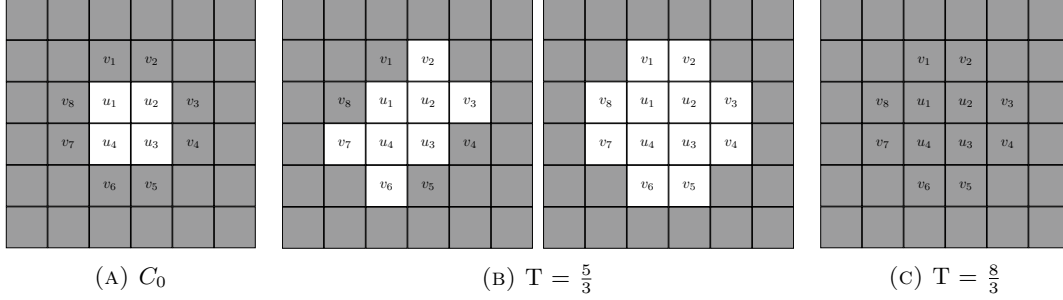 v₁ v₂
v₈ u₁ u₂ v₃
v₇ u₄ u₃ v₄
v₆ v₅
v₁ v₂
v₈ u₁ u₂ v₃
v₇ u₄ u₃ v₄
v₆ v₅
v₁ v₂
v₈ u₁ u₂ v₃
v₇ u₄ u₃ v₄
v₆ v₅
v₁ v₂
v₈ u₁ u₂ v₃
v₇ u₄ u₃ v₄
v₆ v₅
(A) C₀
(B) T = 5/3
(C) T = 8/3